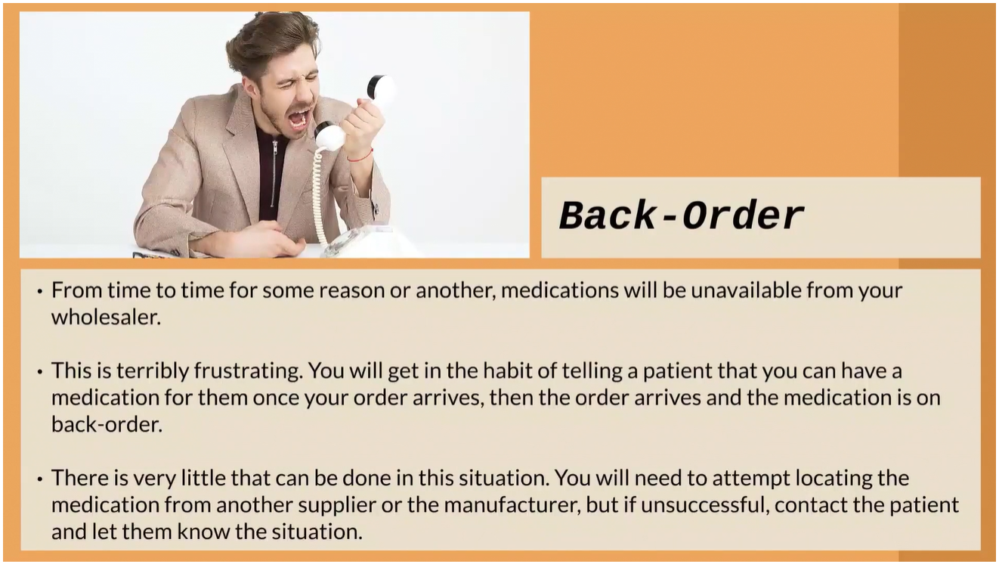 Back-Order
• From time to time for some reason or another, medications will be unavailable from your
wholesaler.
• This is terribly frustrating. You will get in the habit of telling a patient that you can have a
medication for them once your order arrives, then the order arrives and the medication is on
back-order.
• There is very little that can be done in this situation. You will need to attempt locating the
medication from another supplier or the manufacturer, but if unsuccessful, contact the patient
and let them know the situation.